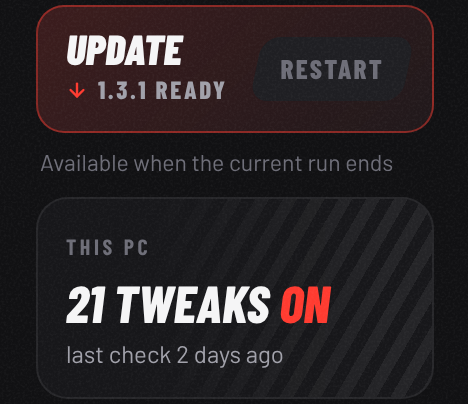 UPDATE
↓ 1.3.1 READY
RESTART
Available when the current run ends
THIS PC
21 TWEAKS ON
last check 2 days ago